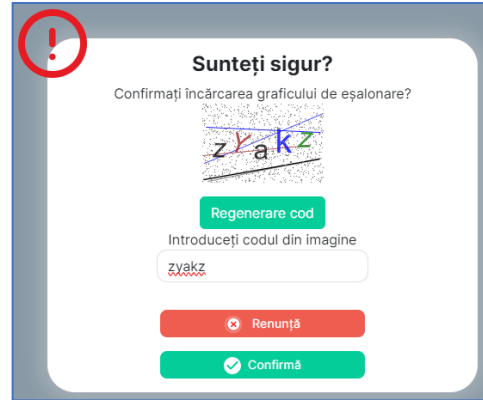 !
Sunteți sigur?
Confirmați încărcarea graficului de eșalonare?
zYakz
Regenerare cod
Introduceți codul din imagine
zyakz
Renunță
Confirmă